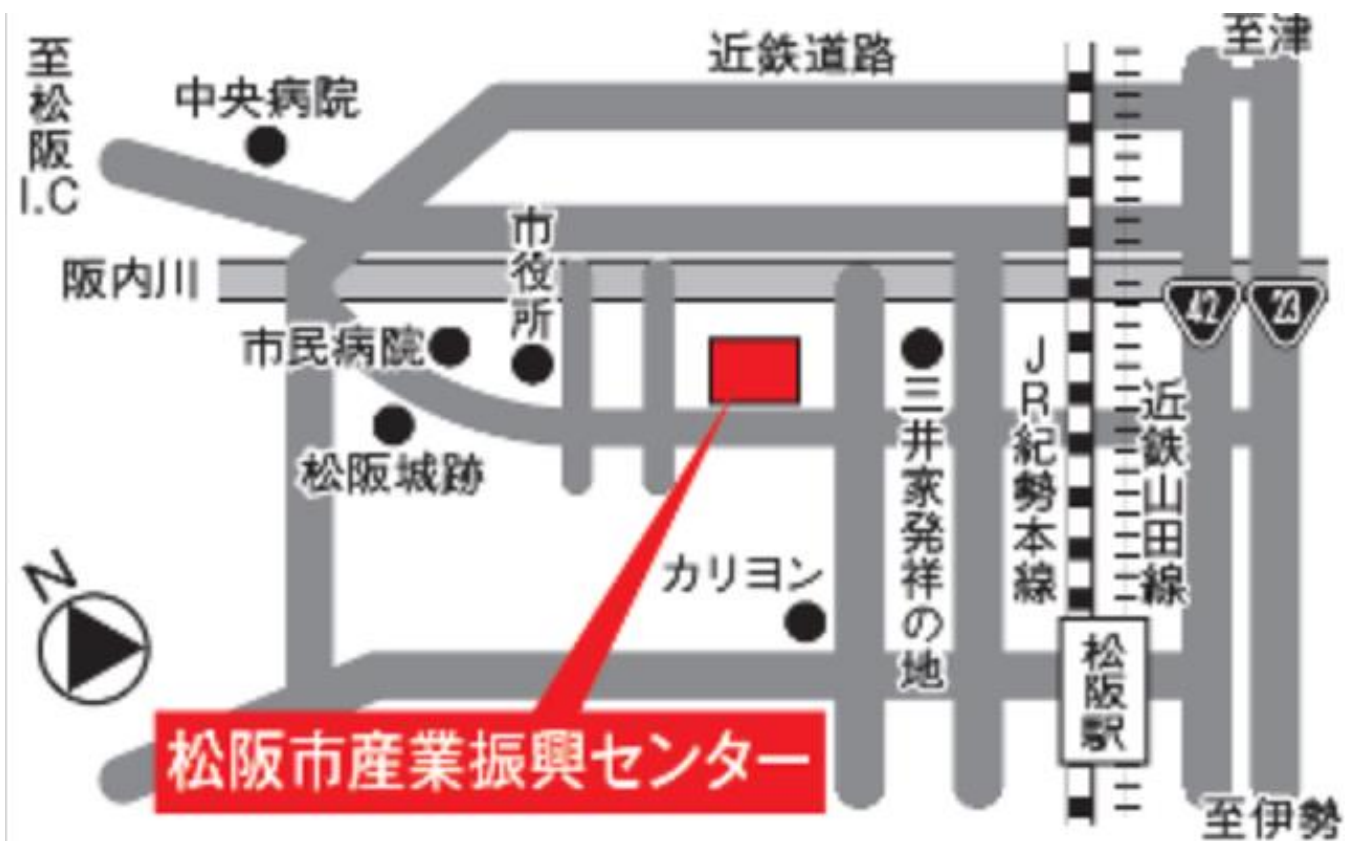 至津
近鉄道路
至松阪I.C
中央病院
市役所
阪内川
42
23
市民病院
JR紀勢本線
近鉄山田線
三井家発祥の地
松阪城跡
N
カリヨン
松阪駅
松阪市産業振興センター
至伊勢